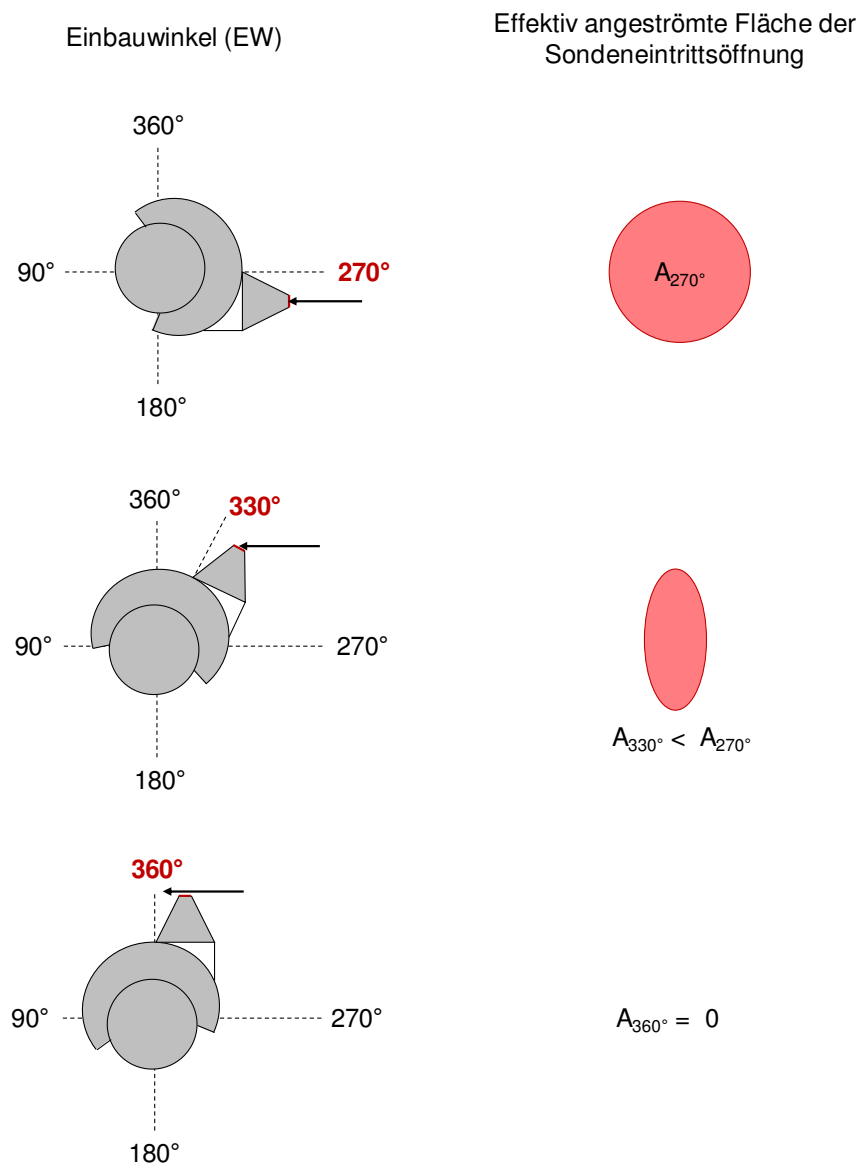 Einbauwinkel (EW)
Effektiv angeströmte Fläche der
Sondeneintrittsöffnung
360°
90°
270°
180°
A270°
360°
330°
90°
270°
180°
A330° < A270°
360°
90°
270°
180°
A360° = 0